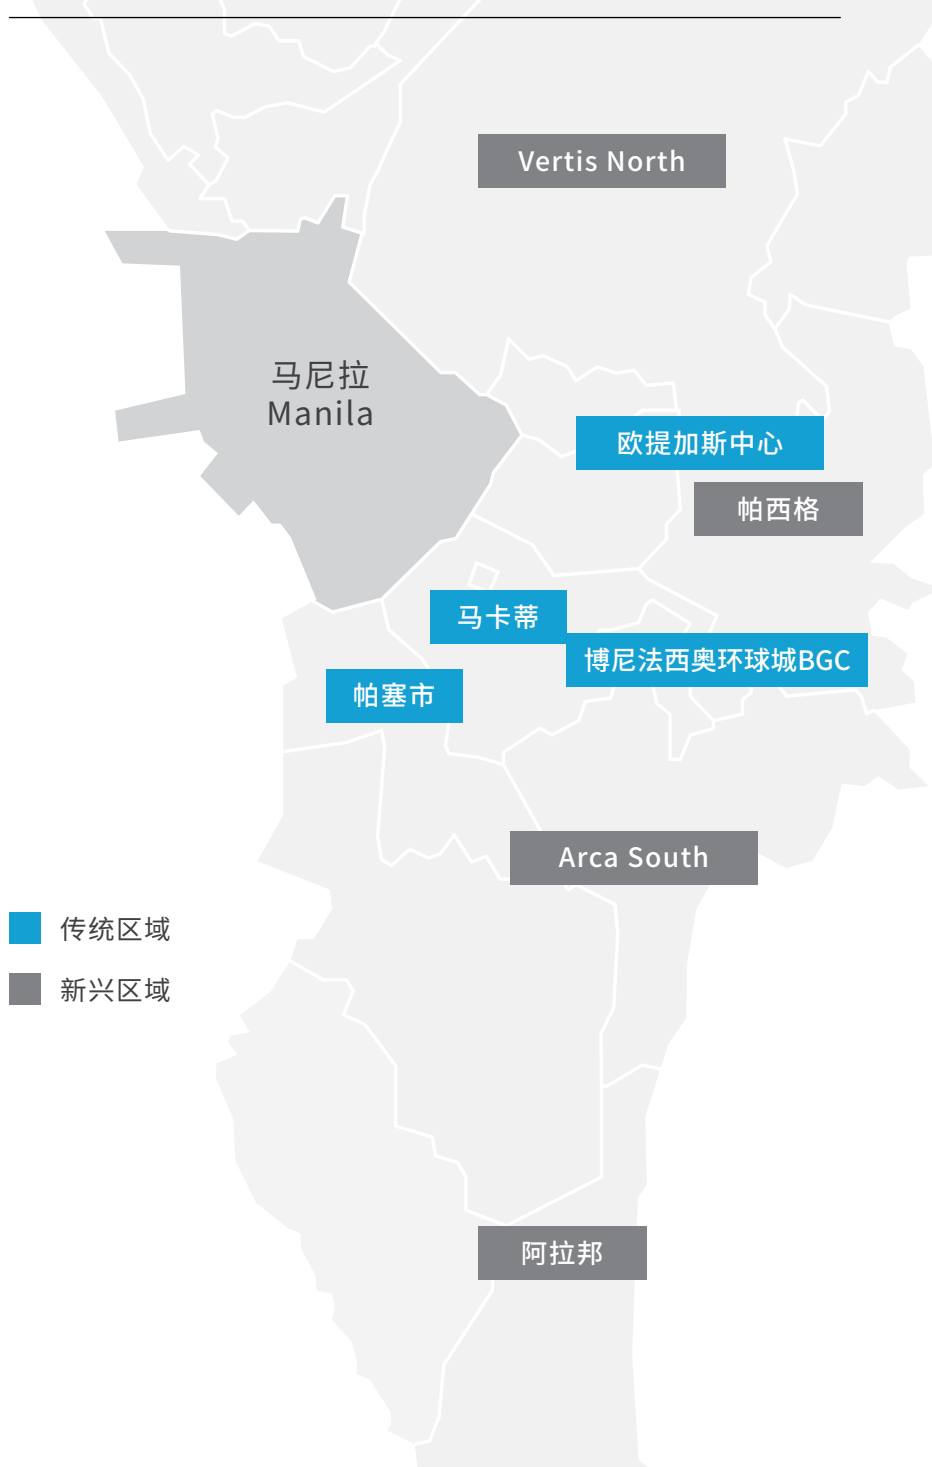 Vertis North
马尼拉
Manila
欧提加斯中心
帕西格
马卡蒂
博尼法西奥环球城BGC
帕塞市
Arca South
传统区域
新兴区域
阿拉邦